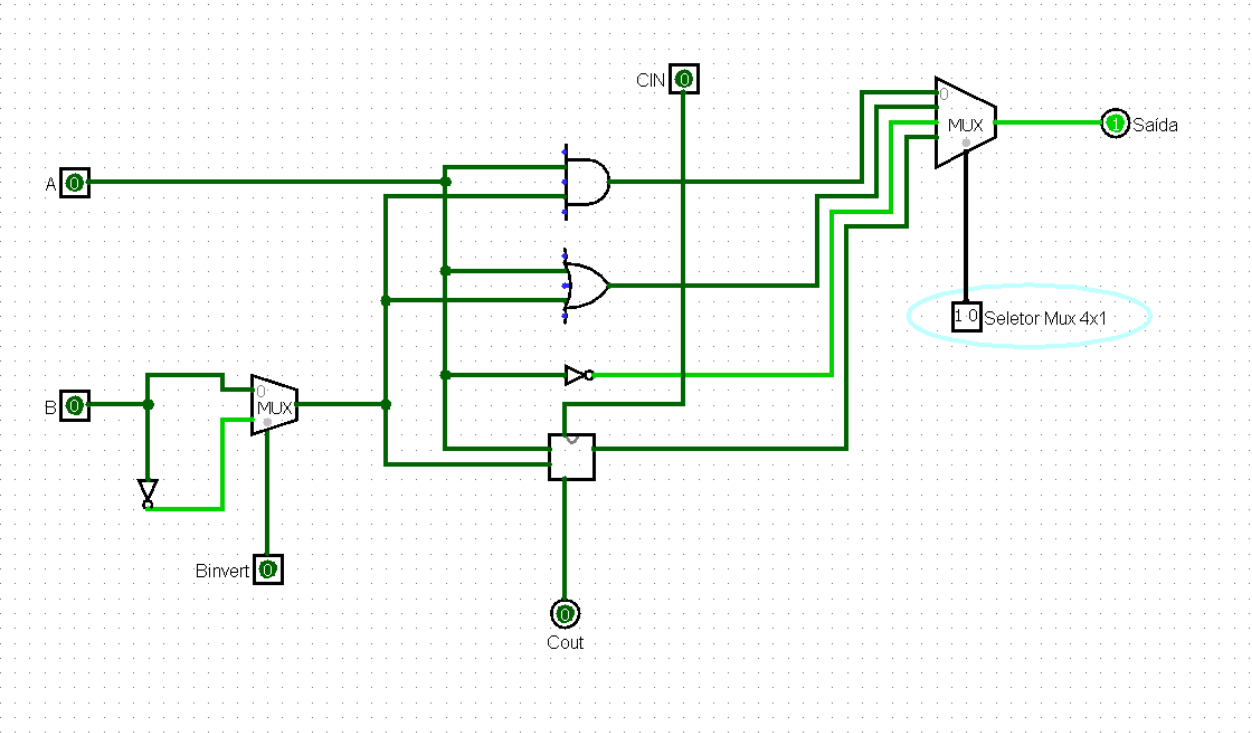 CIN 0
0
MUX
1 Saída
A 0
1 0 Seletor Mux 4x1
B 0
0
MUX
Binvert 0
0
Cout